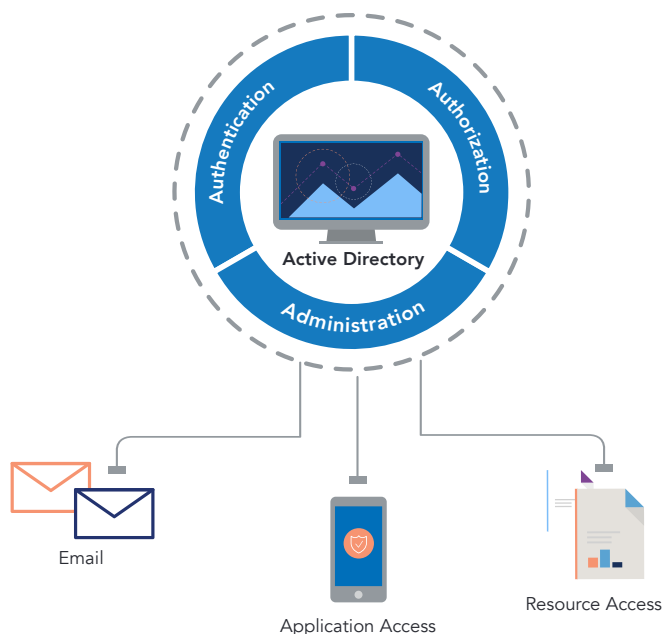 Authentication
Authorization
Active Directory
Administration
Email
Application Access
Resource Access